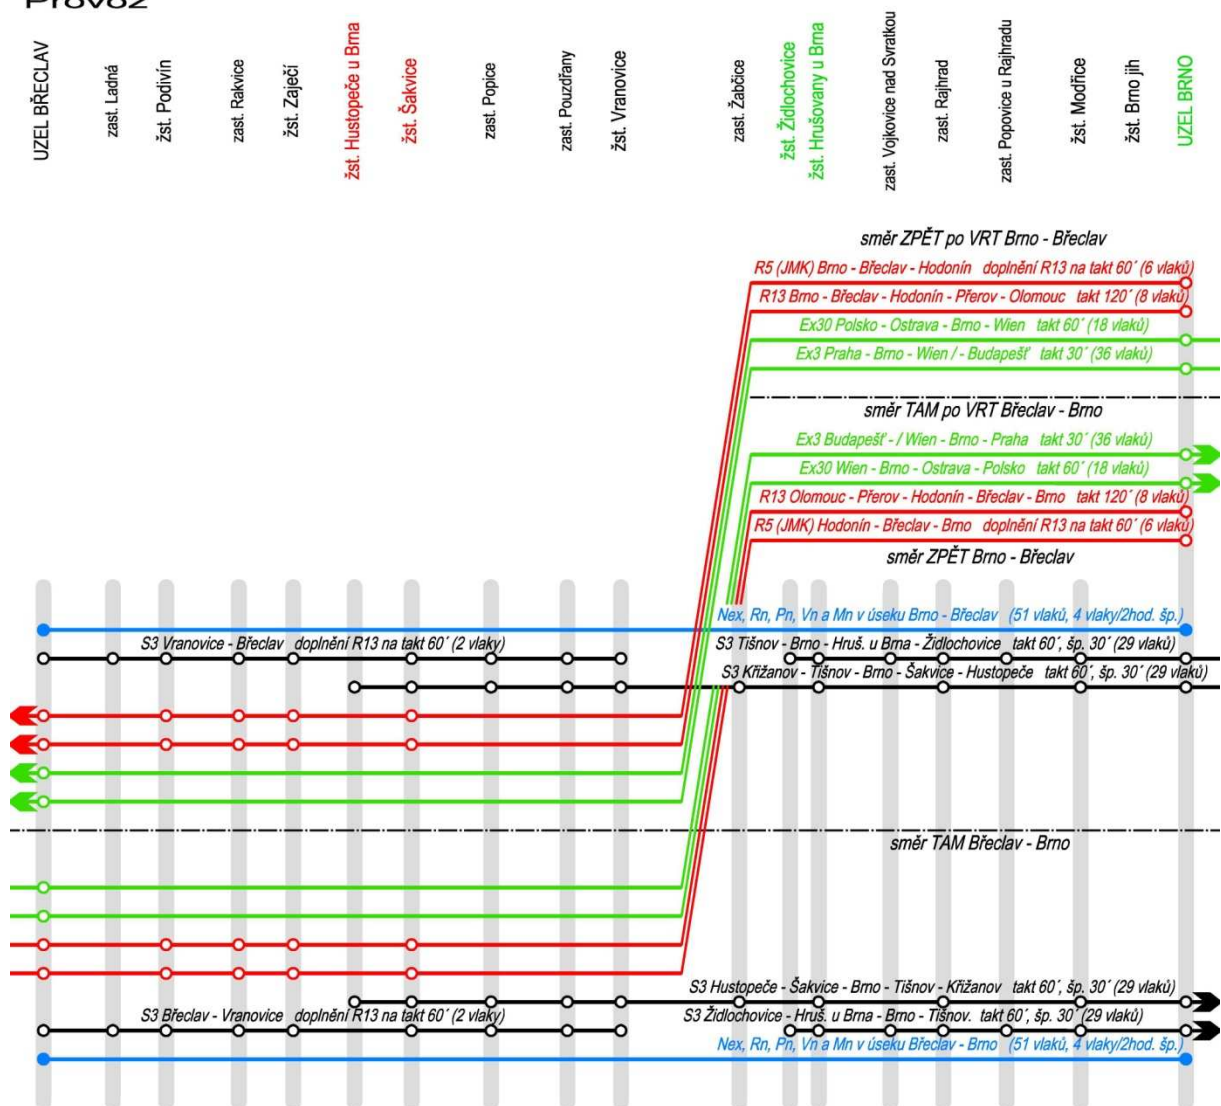 Provoz
UZEL BŘECLAV
zast. Ladná
žst. Podivín
zast. Rakvice
žst. Zaječí
žst. Hustopeče u Brna
žst. Šakvice
zast. Popice
zast. Pouzdřany
žst. Vranovice
zast. Žabčice
žst. Židlochovice
žst. Hrušovany u Brna
zast. Vojkovice nad Svratkou
zast. Rajhrad
zast. Popovice u Rajhradu
žst. Modřice
žst. Brno jih
UZEL BRNO
směr ZPĚT po VRT Brno - Břeclav
R5 (JMK) Brno - Břeclav - Hodonín doplnění R13 na takt 60´ (6 vlaků)
R13 Brno - Břeclav - Hodonín - Přerov - Olomouc takt 120´ (8 vlaků)
Ex30 Polsko - Ostrava - Brno - Wien takt 60´ (18 vlaků)
Ex3 Praha - Brno - Wien / - Budapešť takt 30´ (36 vlaků)
směr TAM po VRT Břeclav - Brno
Ex3 Budapešť - / Wien - Brno - Praha takt 30´ (36 vlaků)
Ex30 Wien - Brno - Ostrava - Polsko takt 60´ (18 vlaků)
R13 Olomouc - Přerov - Hodonín - Břeclav - Brno takt 120´ (8 vlaků)
R5 (JMK) Hodonín - Břeclav - Brno doplnění R13 na takt 60´ (6 vlaků)
směr ZPĚT Brno - Břeclav
Nex, Rn, Pn, Vn a Mn v úseku Brno - Břeclav (51 vlaků, 4 vlaky/2hod. šp.)
S3 Vranovice - Břeclav doplnění R13 na takt 60´ (2 vlaky)
S3 Tišnov - Brno - Hruš. u Brna - Židlochovice takt 60´, šp. 30´ (29 vlaků)
S3 Křižanov - Tišnov - Brno - Šakvice - Hustopeče takt 60´, šp. 30´ (29 vlaků)
směr TAM Břeclav - Brno
S3 Hustopeče - Šakvice - Brno - Tišnov - Křižanov takt 60´, šp. 30´ (29 vlaků)
S3 Břeclav - Vranovice doplnění R13 na takt 60´ (2 vlaky)
S3 Židlochovice - Hruš. u Brna - Brno - Tišnov. takt 60´, šp. 30´ (29 vlaků)
Nex, Rn, Pn, Vn a Mn v úseku Břeclav - Brno (51 vlaků, 4 vlaky/2hod. šp.)